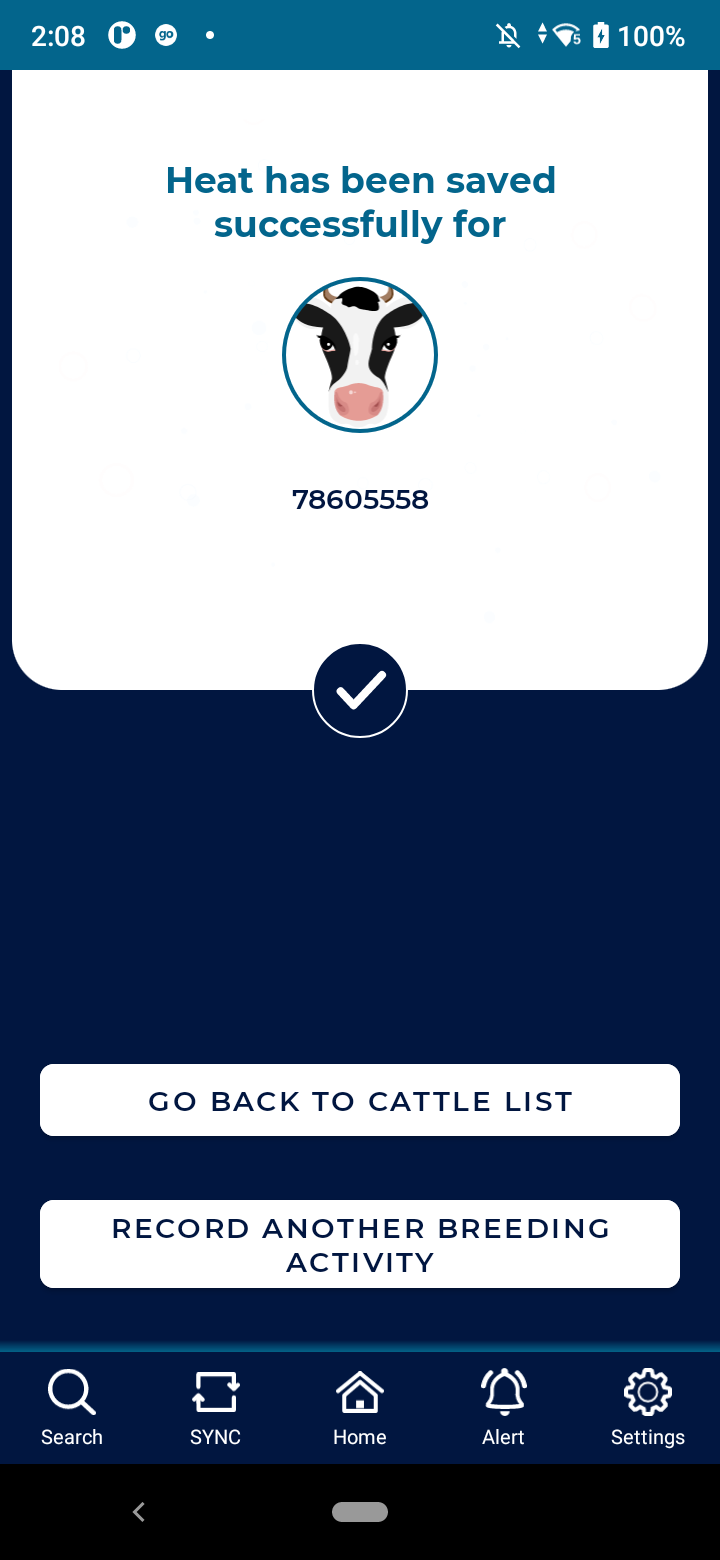 2:08 go 5 100%
Heat has been saved
successfully for
78605558
GO BACK TO CATTLE LIST
RECORD ANOTHER BREEDING
ACTIVITY
Search SYNC Home Alert Settings